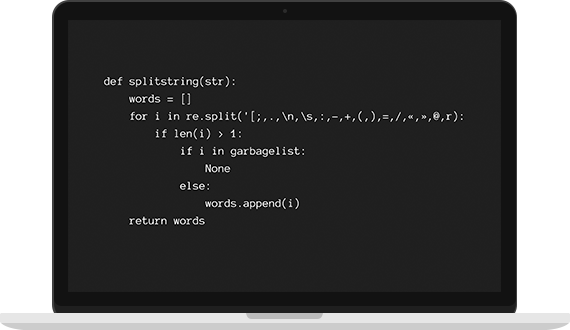 def splitstring(str):
words = []
for i in re.split('[;,.,\n,\s,:,-,+,(,),=,/,«,»,@,r):
if len(i) > 1:
if i in garbagelist:
None
else:
words.append(i)
return words